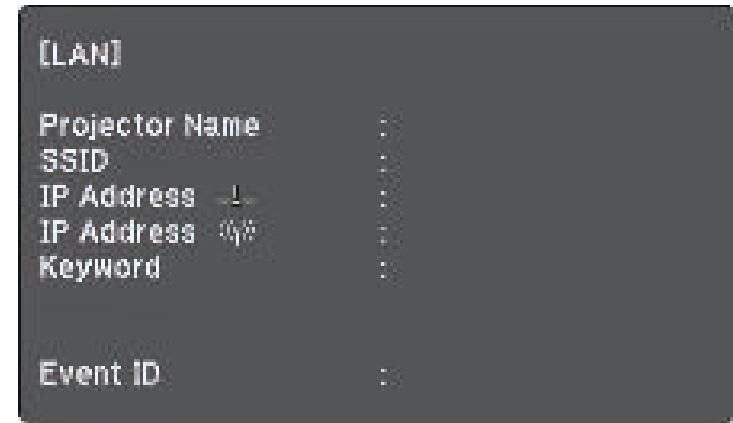 [LAN]
Projector Name :
SSID :
IP Address :
IP Address :
Keyword :
Event ID :